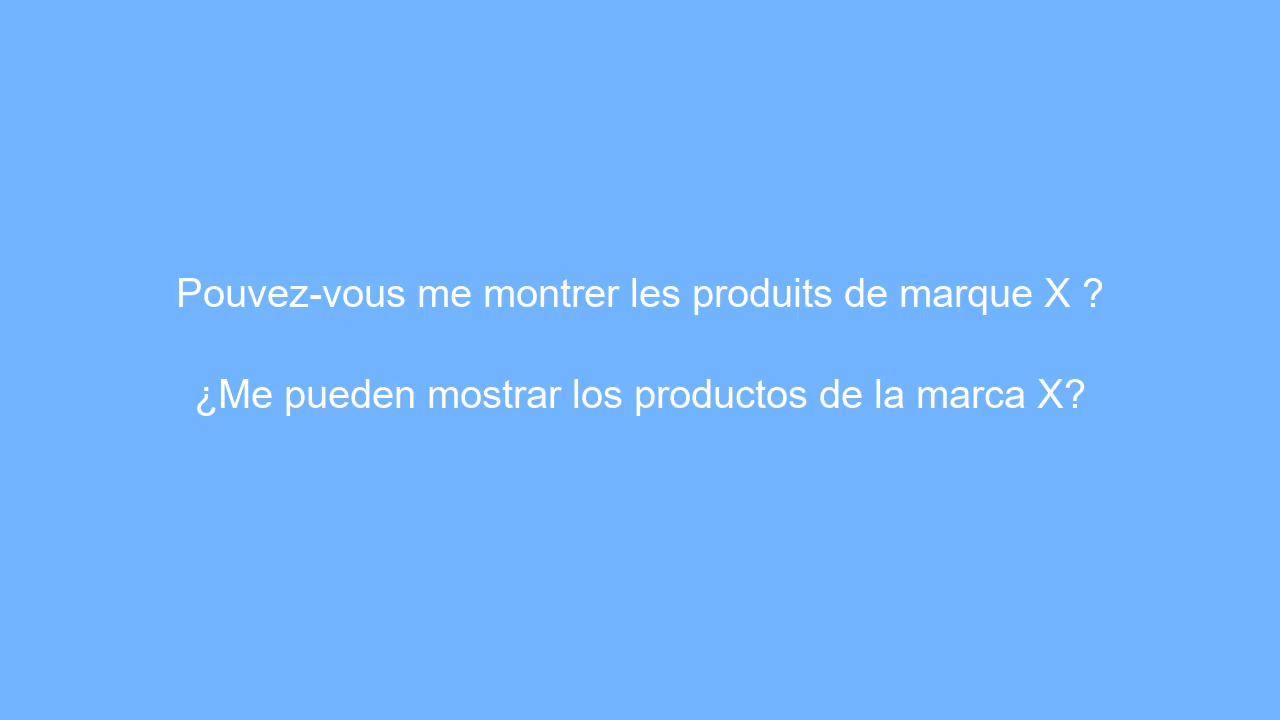 Pouvez-vous me montrer les produits de marque X ?
¿Me pueden mostrar los productos de la marca X?